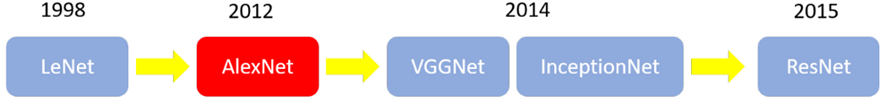 1998 2012 2014 2015
LeNet AlexNet VGGNet InceptionNet ResNet